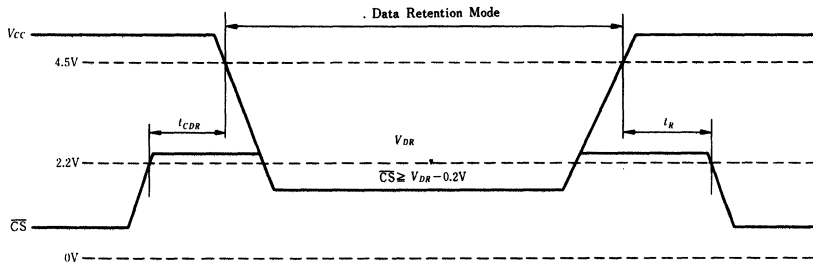 . Data Retention Mode
Vcc
4.5V
tCDR
tR
VDR
2.2V
CS≧ VDR−0.2V
CS
0V